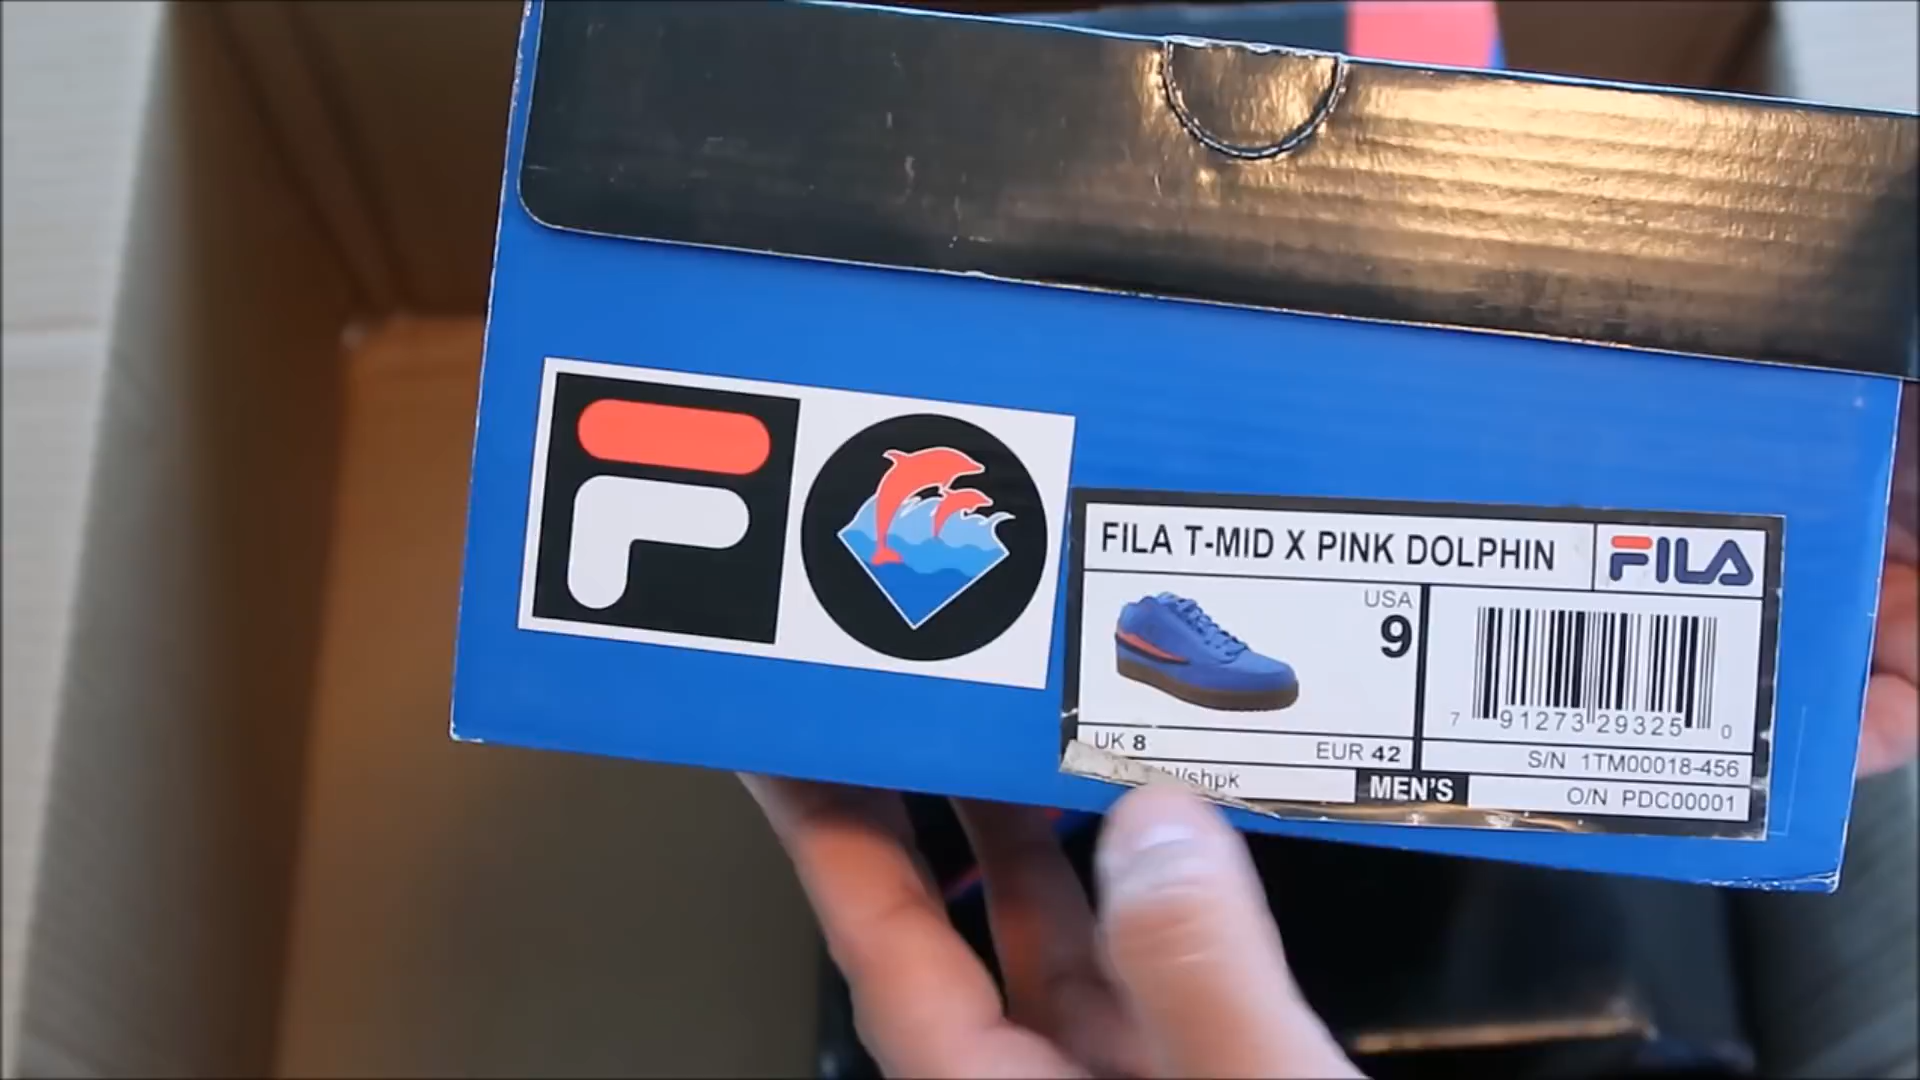 FILA T-MID X PINK DOLPHIN
FILA
USA
9
7 91273 29325 0
UK 8
EUR 42
S/N 1TM00018-456
/shpk
MEN'S
O/N PDC00001